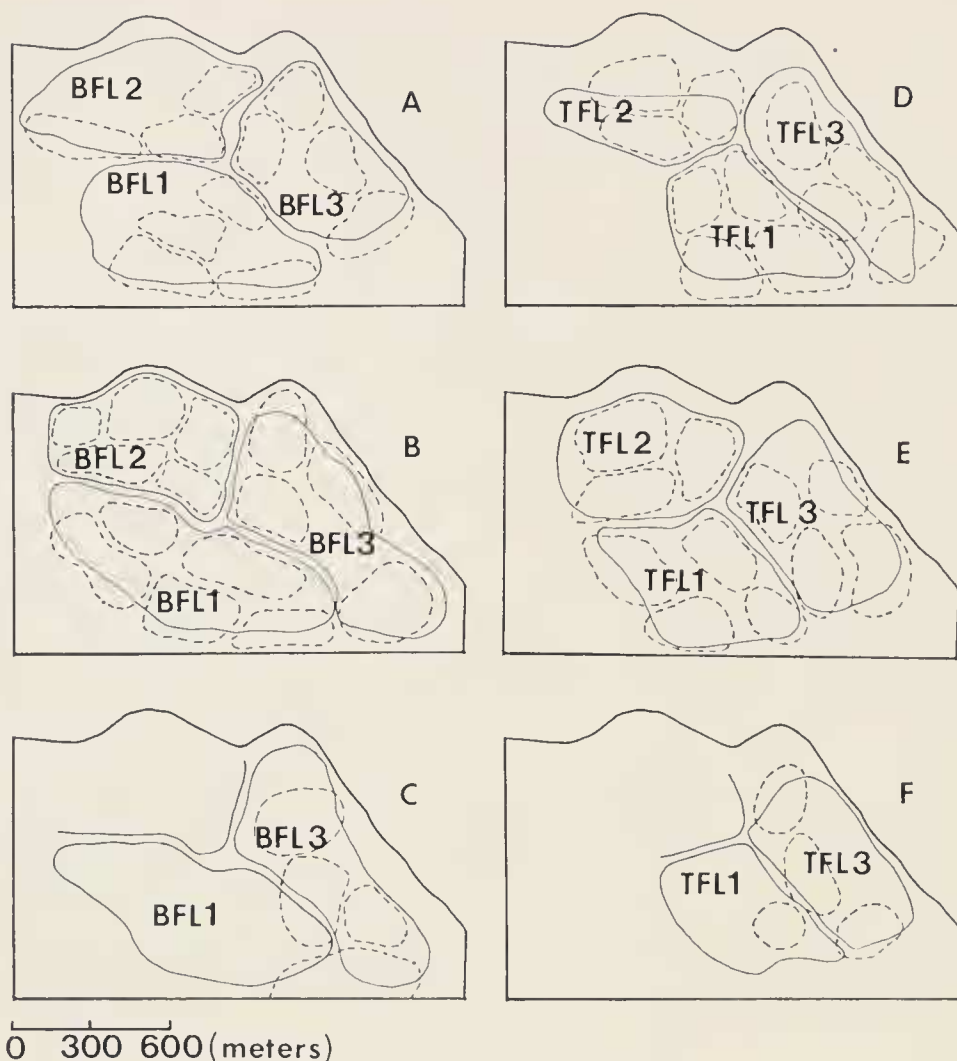 A
BFL2
BFL1
BFL3
D
TFL2
TFL3
TFL1
B
BFL2
BFL3
BFL1
E
TFL2
TFL3
TFL1
C
BFL3
BFL1
F
TFL3
TFL1
0 300 600 (meters)